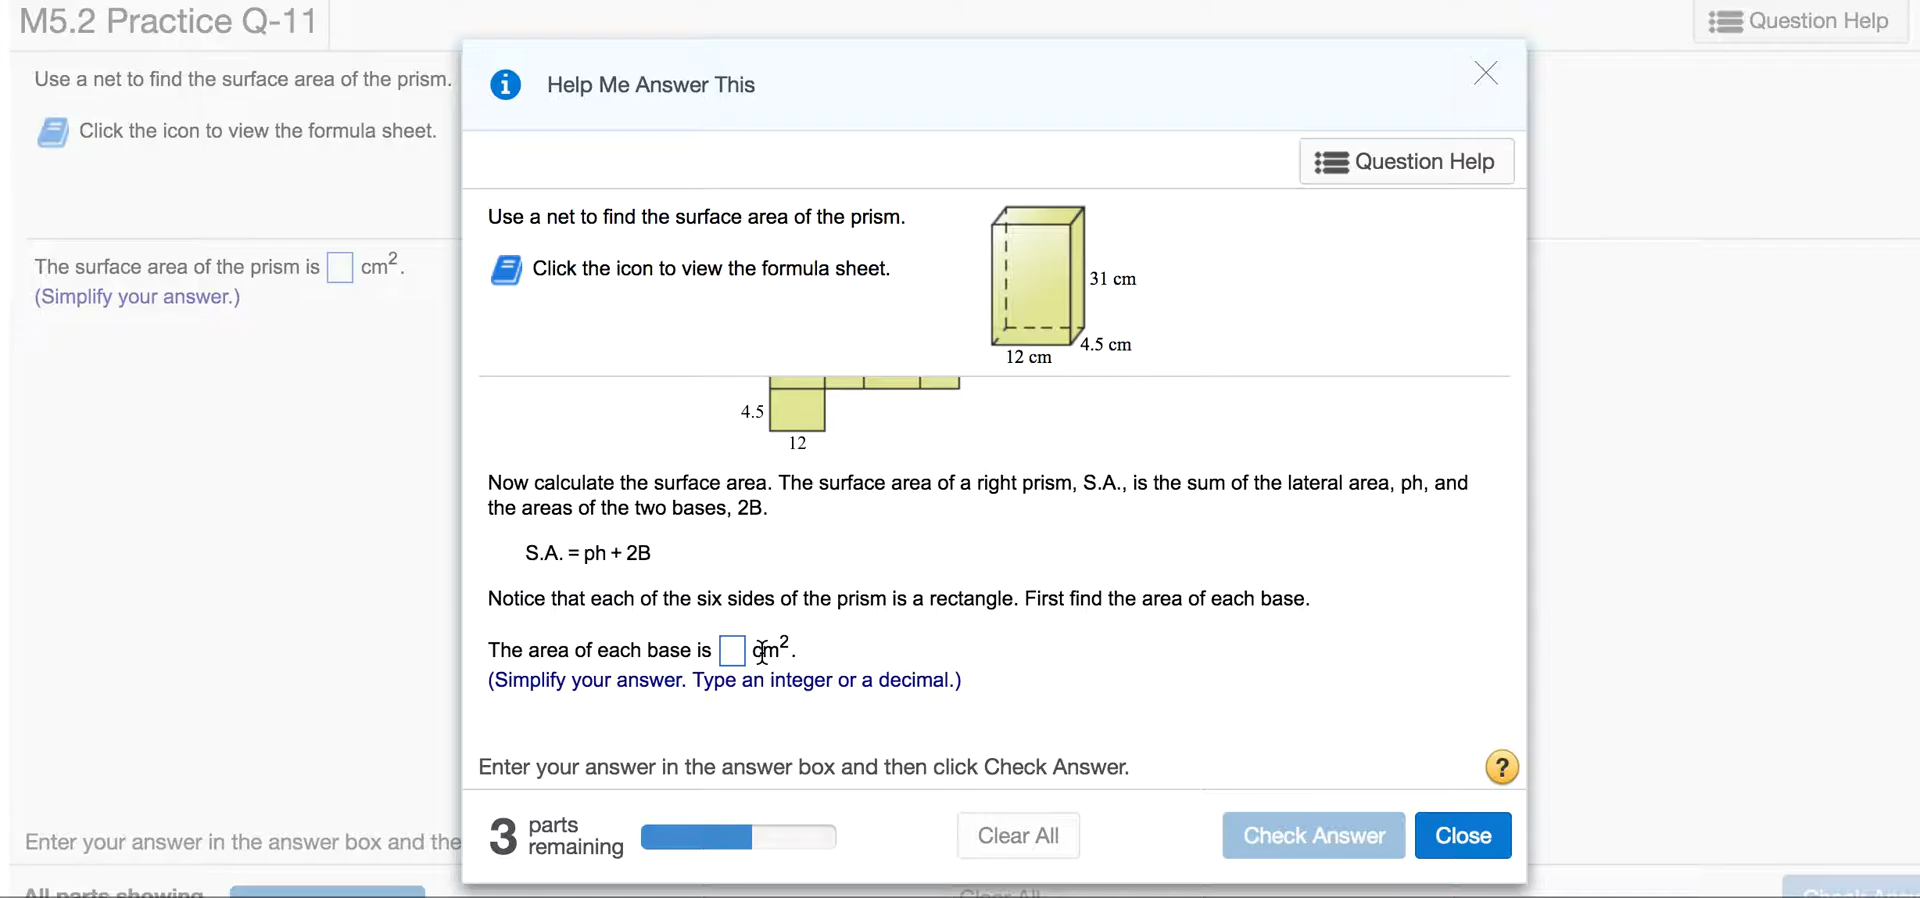 M5.2 Practice Q-11
Question Help
Use a net to find the surface area of the prism.
Click the icon to view the formula sheet.
The surface area of the prism is cm².
(Simplify your answer.)
Enter your answer in the answer box and the
All parts showing
Clear All
Help Me Answer This
Question Help
Use a net to find the surface area of the prism.
Click the icon to view the formula sheet.
31 cm
4.5 cm
12 cm
4.5
12
Now calculate the surface area. The surface area of a right prism, S.A., is the sum of the lateral area, ph, and
the areas of the two bases, 2B.
S.A. = ph + 2B
Notice that each of the six sides of the prism is a rectangle. First find the area of each base.
The area of each base is cm².
(Simplify your answer. Type an integer or a decimal.)
Enter your answer in the answer box and then click Check Answer.
?
3 parts
remaining
Clear All
Check Answer
Close